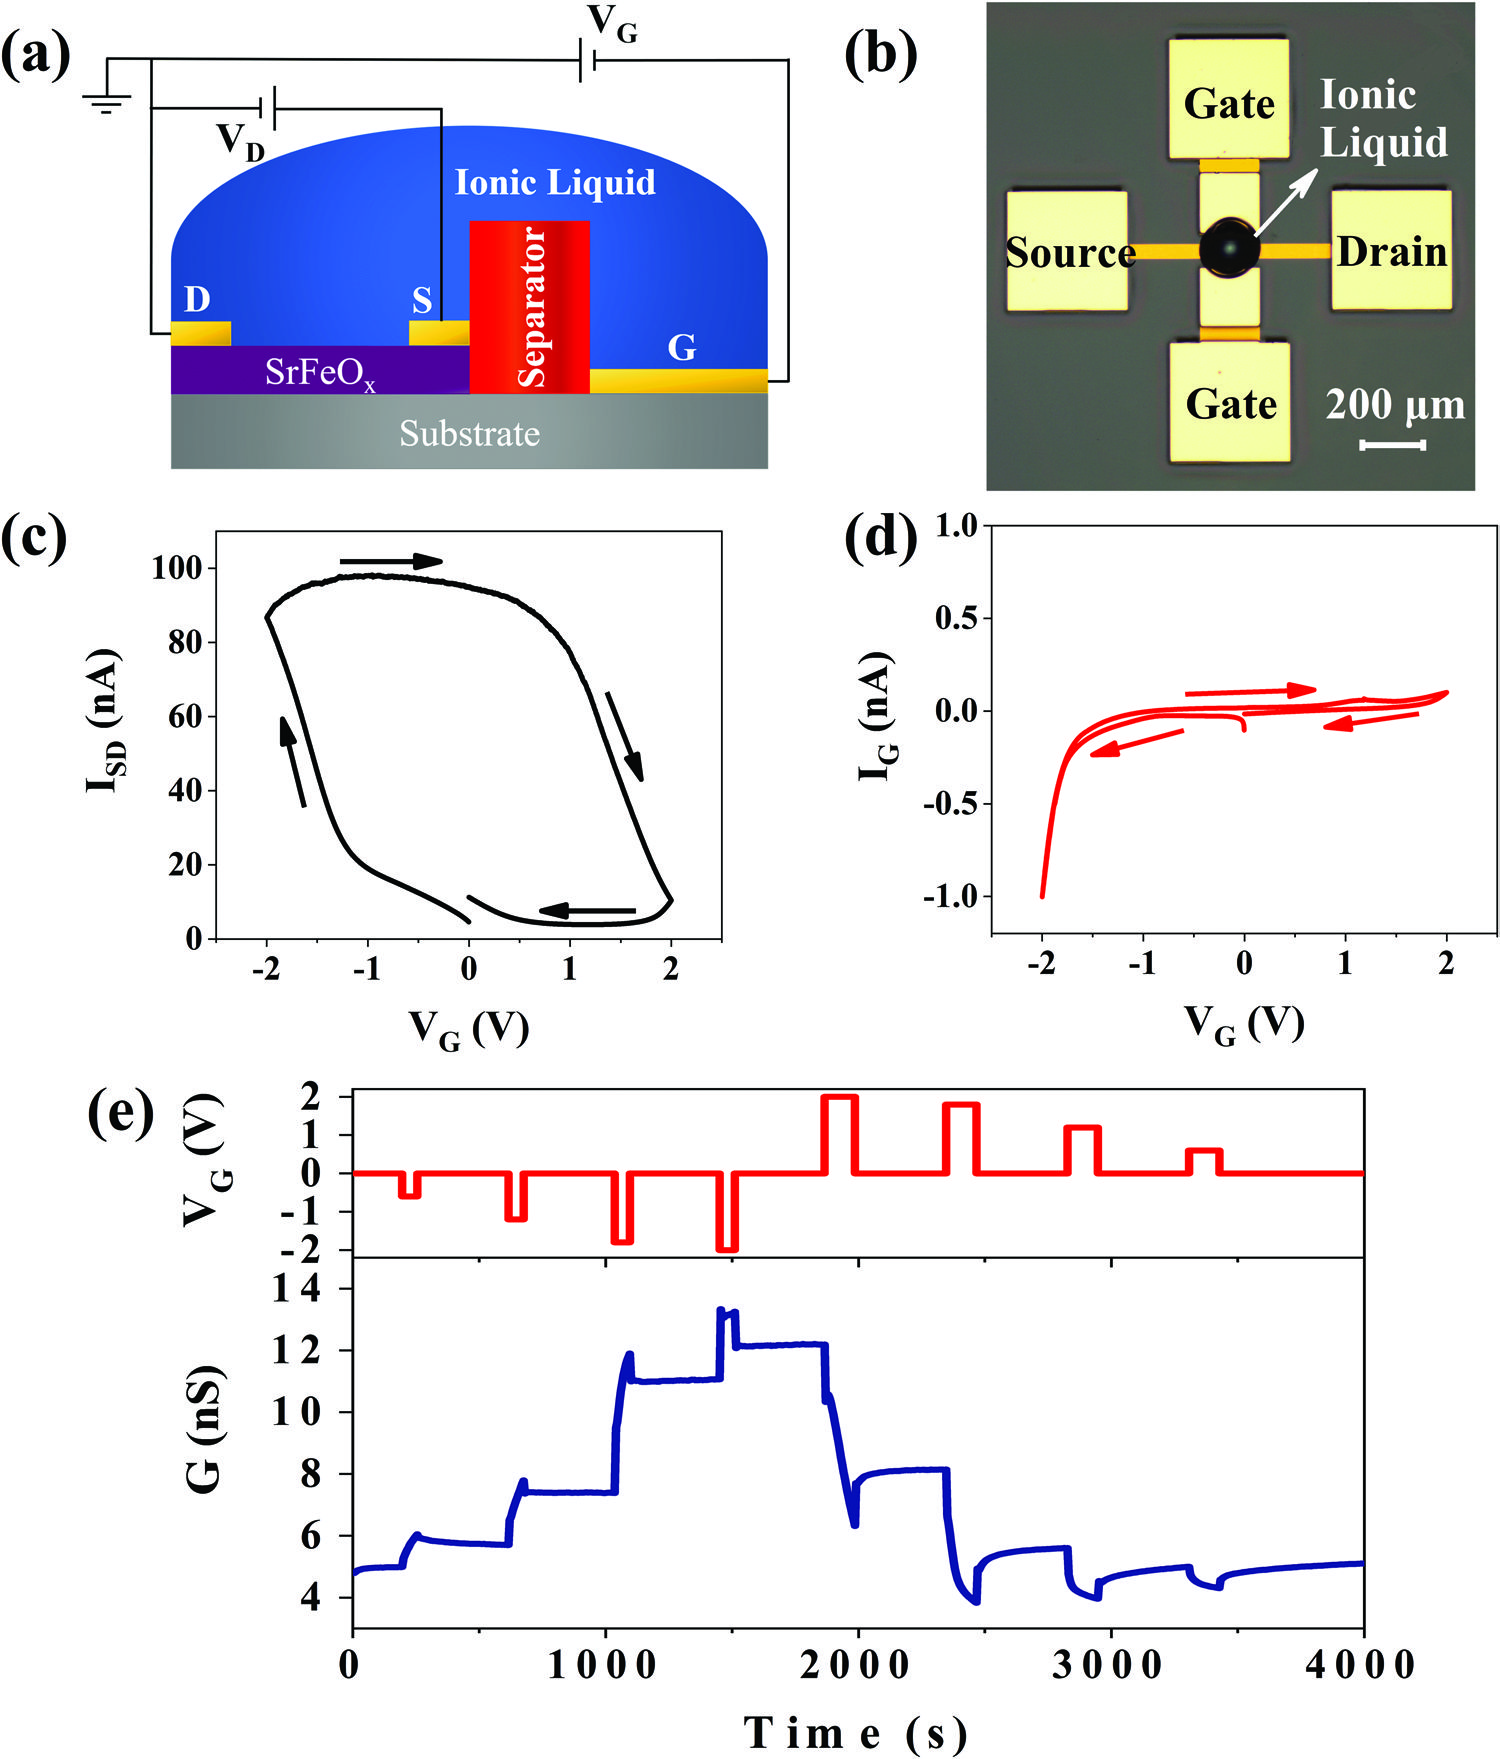 (a)
V_G
V_D
Ionic Liquid
D
S
Separator
G
SrFeO_x
Substrate
(b)
Gate
Ionic
Liquid
Source
Drain
Gate
200 μm
(c)
I_SD (nA)
100
80
60
40
20
0
-2 -1 0 1 2
V_G (V)
(d)
I_G (nA)
1.0
0.5
0.0
-0.5
-1.0
-2 -1 0 1 2
V_G (V)
(e)
V_G (V)
2
1
0
-1
-2
G (nS)
14
12
10
8
6
4
0 1000 2000 3000 4000
Time (s)